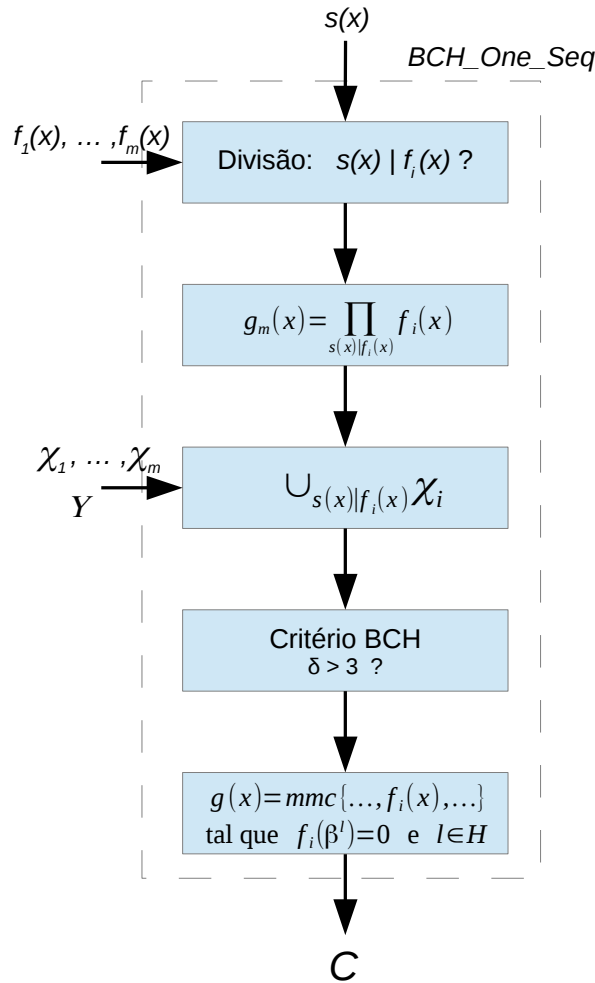 s(x)
BCH_One_Seq
f₁(x), … ,fₘ(x)
Divisão: s(x) | fᵢ(x) ?
gₘ(x)=∏ fᵢ(x)
s(x)|fᵢ(x)
χ₁, … ,χₘ
Y
∪s(x)|fᵢ(x) χᵢ
Critério BCH
δ > 3 ?
g(x)=mmc{…,fᵢ(x),…}
tal que fᵢ(βˡ)=0 e l∈H
C